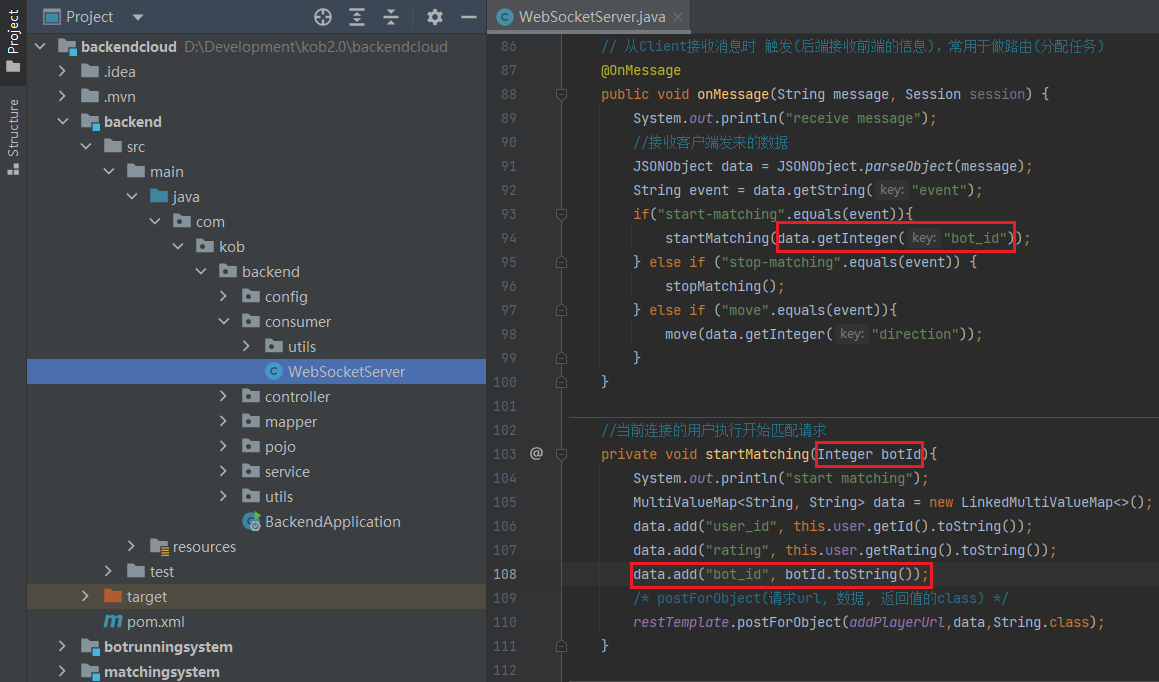 Project
Structure
Project
backendcloud D:\Development\kob2.0\backendcloud
.idea
.mvn
backend
src
main
java
com
kob
backend
config
consumer
utils
WebSocketServer
controller
mapper
pojo
service
utils
BackendApplication
resources
test
target
pom.xml
botrunningsystem
matchingsystem
WebSocketServer.java
86 // 从Client接收消息时 触发(后端接收前端的信息), 常用于做路由(分配任务)
87 @OnMessage
88 public void onMessage(String message, Session session) {
89 System.out.println("receive message");
90 //接收客户端发来的数据
91 JSONObject data = JSONObject.parseObject(message);
92 String event = data.getString( key: "event");
93 if("start-matching".equals(event)){
94 startMatching(data.getInteger( key: "bot_id"));
95 } else if ("stop-matching".equals(event)) {
96 stopMatching();
97 } else if ("move".equals(event)){
98 move(data.getInteger( key: "direction"));
99 }
100 }
101
102 //当前连接的用户执行开始匹配请求
103 @ private void startMatching(Integer botId){
104 System.out.println("start matching");
105 MultiValueMap<String, String> data = new LinkedMultiValueMap<>();
106 data.add("user_id", this.user.getId().toString());
107 data.add("rating", this.user.getRating().toString());
108 data.add("bot_id", botId.toString());
109 /* postForObject(请求url, 数据, 返回值的class) */
110 restTemplate.postForObject(addPlayerUrl,data,String.class);
111 }
112